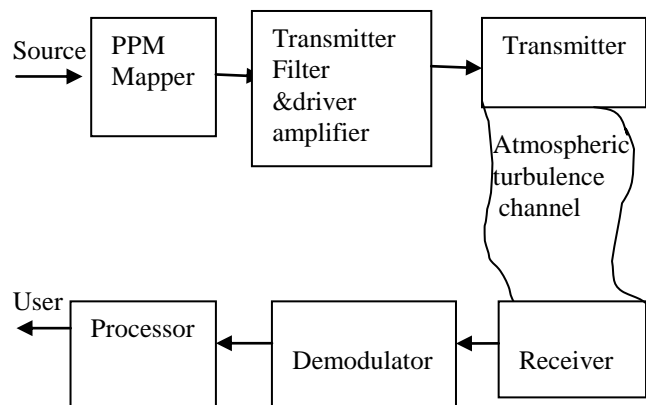 Source
PPM
Mapper
Transmitter
Filter
&driver
amplifier
Transmitter
Atmospheric
turbulence
channel
User
Processor
Demodulator
Receiver